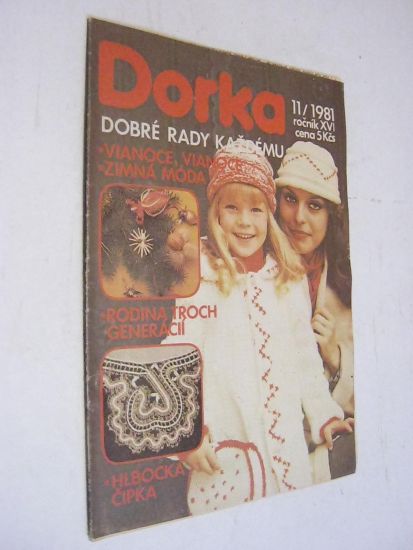 Dorka
11/1981
ročník XVI
cena 5 Kčs
DOBRÉ RADY KAŽDÉMU
•VIANOCE, VIANOCE
•ZIMNÁ MÓDA
•RODINA TROCH
GENERÁCIÍ
•HLBOCKÁ
ČIPKA